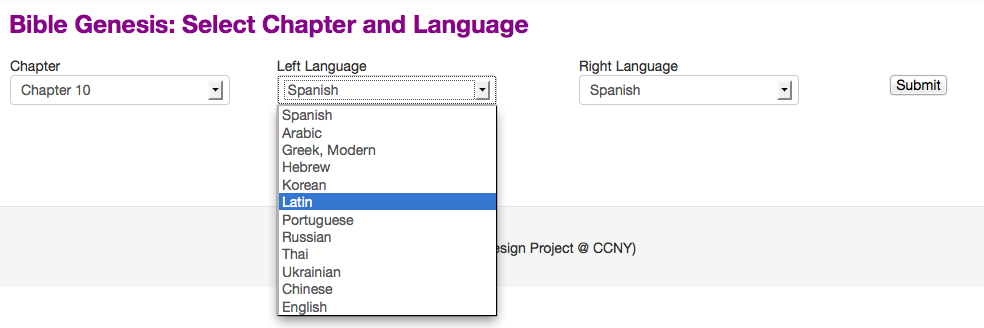 Bible Genesis: Select Chapter and Language
Chapter
Left Language
Right Language
Chapter 10
Spanish
Spanish
Submit
Spanish
Arabic
Greek, Modern
Hebrew
Korean
Latin
Portuguese
Russian
Thai
Ukrainian
Chinese
English
Project @ CCNY)